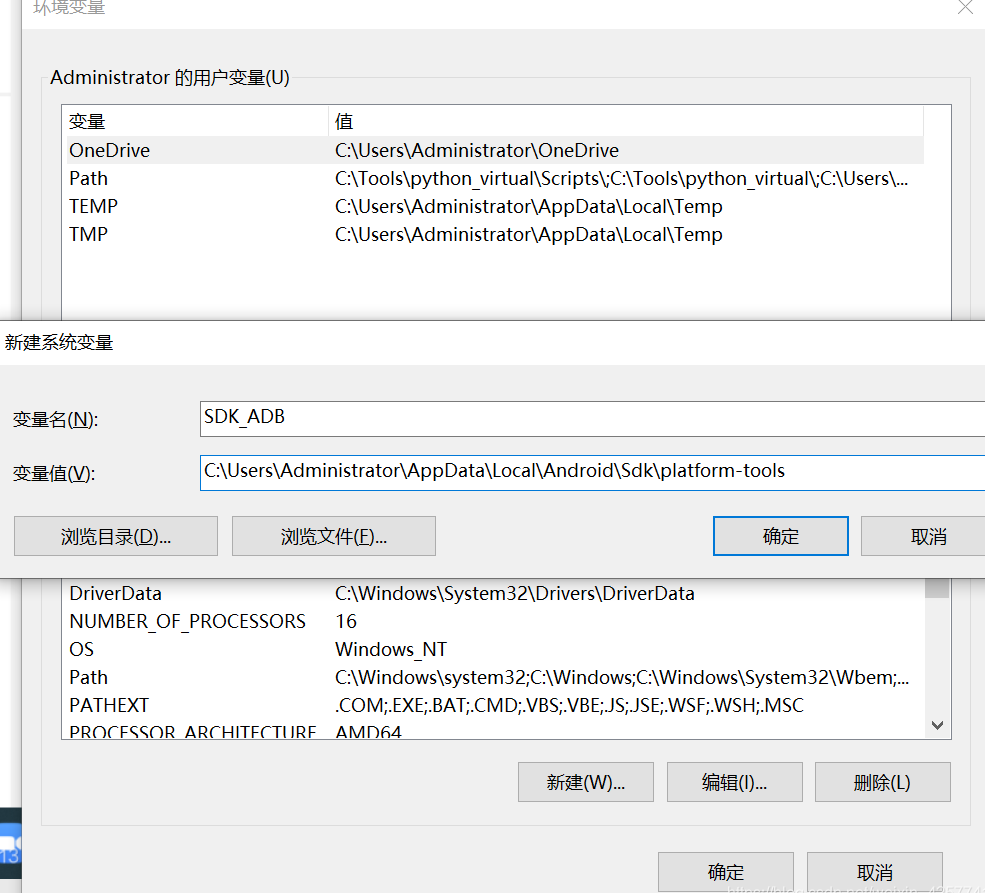 环境变量
Administrator 的用户变量(U)
变量 值
OneDrive C:\Users\Administrator\OneDrive
Path C:\Tools\python_virtual\Scripts\;C:\Tools\python_virtual\;C:\Users\...
TEMP C:\Users\Administrator\AppData\Local\Temp
TMP C:\Users\Administrator\AppData\Local\Temp
新建系统变量
变量名(N): SDK_ADB
变量值(V): C:\Users\Administrator\AppData\Local\Android\Sdk\platform-tools
浏览目录(D)... 浏览文件(F)... 确定 取消
DriverData C:\Windows\System32\Drivers\DriverData
NUMBER_OF_PROCESSORS 16
OS Windows_NT
Path C:\Windows\system32;C:\Windows;C:\Windows\System32\Wbem;...
PATHEXT .COM;.EXE;.BAT;.CMD;.VBS;.VBE;.JS;.JSE;.WSF;.WSH;.MSC
PROCESSOR_ARCHITECTURE AMD64
新建(W)... 编辑(I)... 删除(L)
13
确定 取消